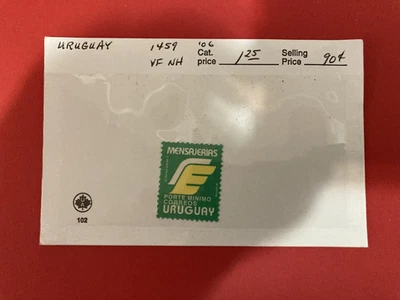 URUGUAY 1459 '06 Cat. price 1.25 Selling Price 90¢
VF NH
MENSAJERIAS
E
PORTE MINIMO
CORREOS
URUGUAY
102